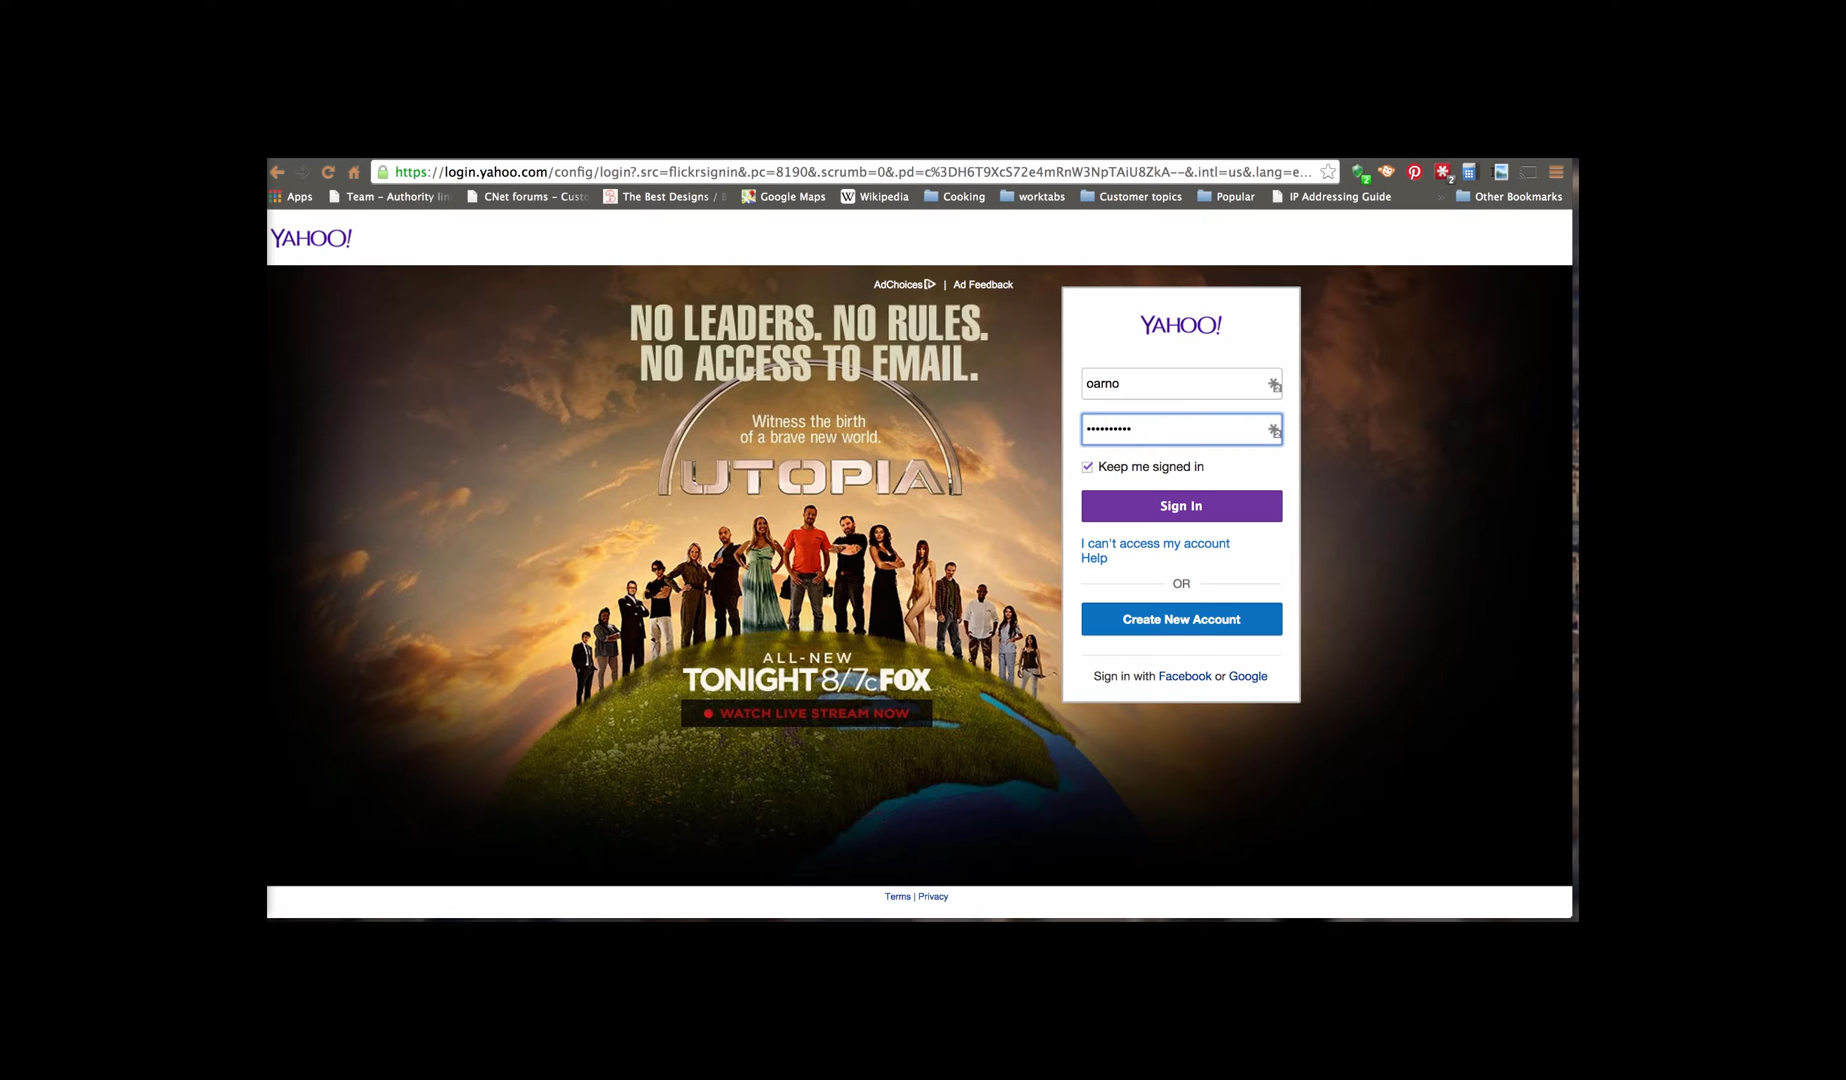 https://login.yahoo.com/config/login?.src=flickrsignin&.pc=8190&.scrumb=0&.pd=c%3DH6T9XcS72e4mRnW3NpTAiU8ZkA--&.intl=us&.lang=e...
Apps Team – Authority lin CNet forums – Custo The Best Designs / B Google Maps Wikipedia Cooking worktabs Customer topics Popular IP Addressing Guide » Other Bookmarks
YAHOO!
AdChoices | Ad Feedback
NO LEADERS. NO RULES.
NO ACCESS TO EMAIL.
Witness the birth
of a brave new world.
UTOPIA
ALL-NEW
TONIGHT 8/7c FOX
WATCH LIVE STREAM NOW
YAHOO!
oarno
••••••••••
Keep me signed in
Sign In
I can't access my account
Help
OR
Create New Account
Sign in with Facebook or Google
Terms | Privacy